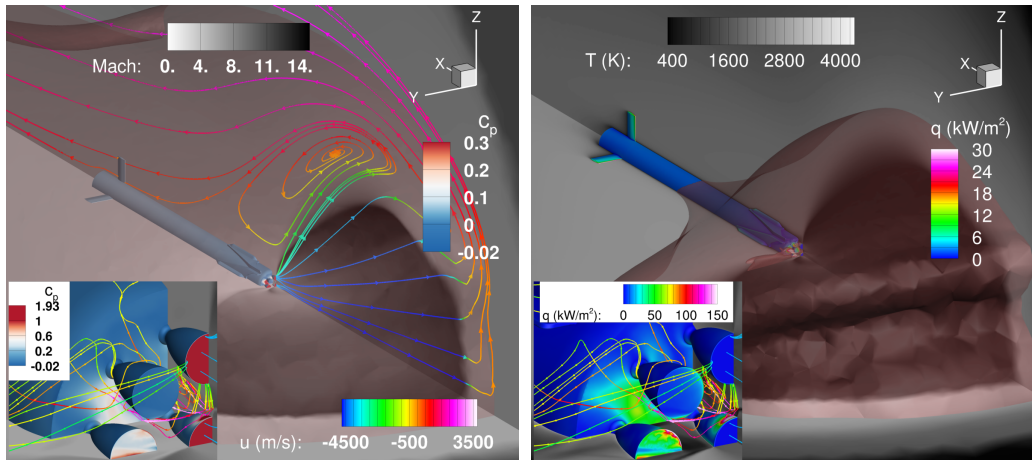 Mach: 0. 4. 8. 11. 14.
Z
X
Y
C_p
0.3
0.2
0.1
0
-0.02
C_p
1.93
1
0.6
0.2
-0.02
u (m/s): -4500 -500 3500
T (K): 400 1600 2800 4000
Z
X
Y
q (kW/m²)
30
24
18
12
6
0
q (kW/m²): 0 50 100 150